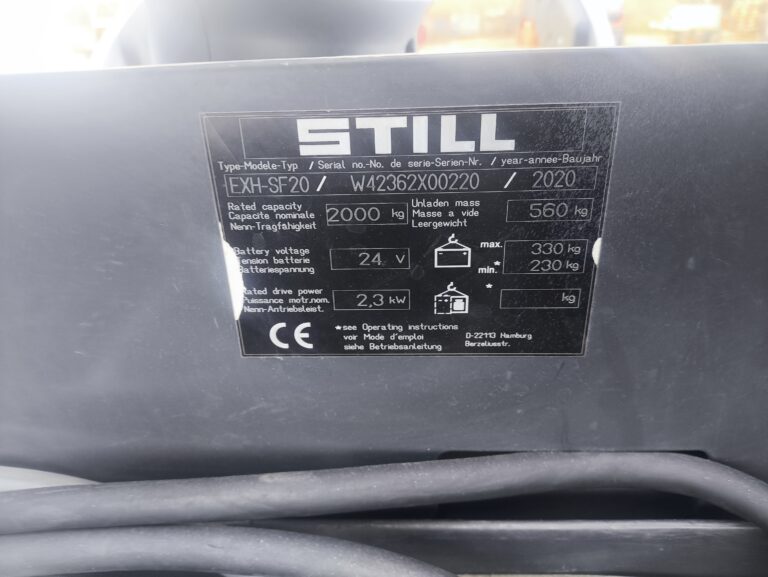 STILL
Type-Modele-Typ / Serial no.-No. de serie-Serien-Nr. / year-annee-Baujahr
EXH-SF20 / W42362X00220 / 2020
Rated capacity
Capacite nominale
Nenn-Tragfähigkeit
2000 kg
Unladen mass
Masse a vide
Leergewicht
560 kg
Battery voltage
Tension batterie
Batteriespannung
24 V
max. 330 kg
* min. 230 kg
Rated drive power
Puissance motr.nom.
Nenn-Antriebsleist.
2,3 kW
* kg
CE
*see Operating instructions
voir Mode d'emploi
siehe Betriebsanleitung
D-22113 Hamburg
Berzeliusstr.